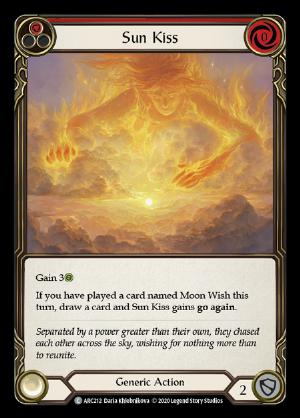 Sun Kiss
0
Gain 3
If you have played a card named Moon Wish this
turn, draw a card and Sun Kiss gains go again.
Separated by a power greater than their own, they chased
each other across the sky, wishing for nothing more than
to reunite.
Generic Action
2
C ARC212 Daria Khlebnikova © 2020 Legend Story Studios